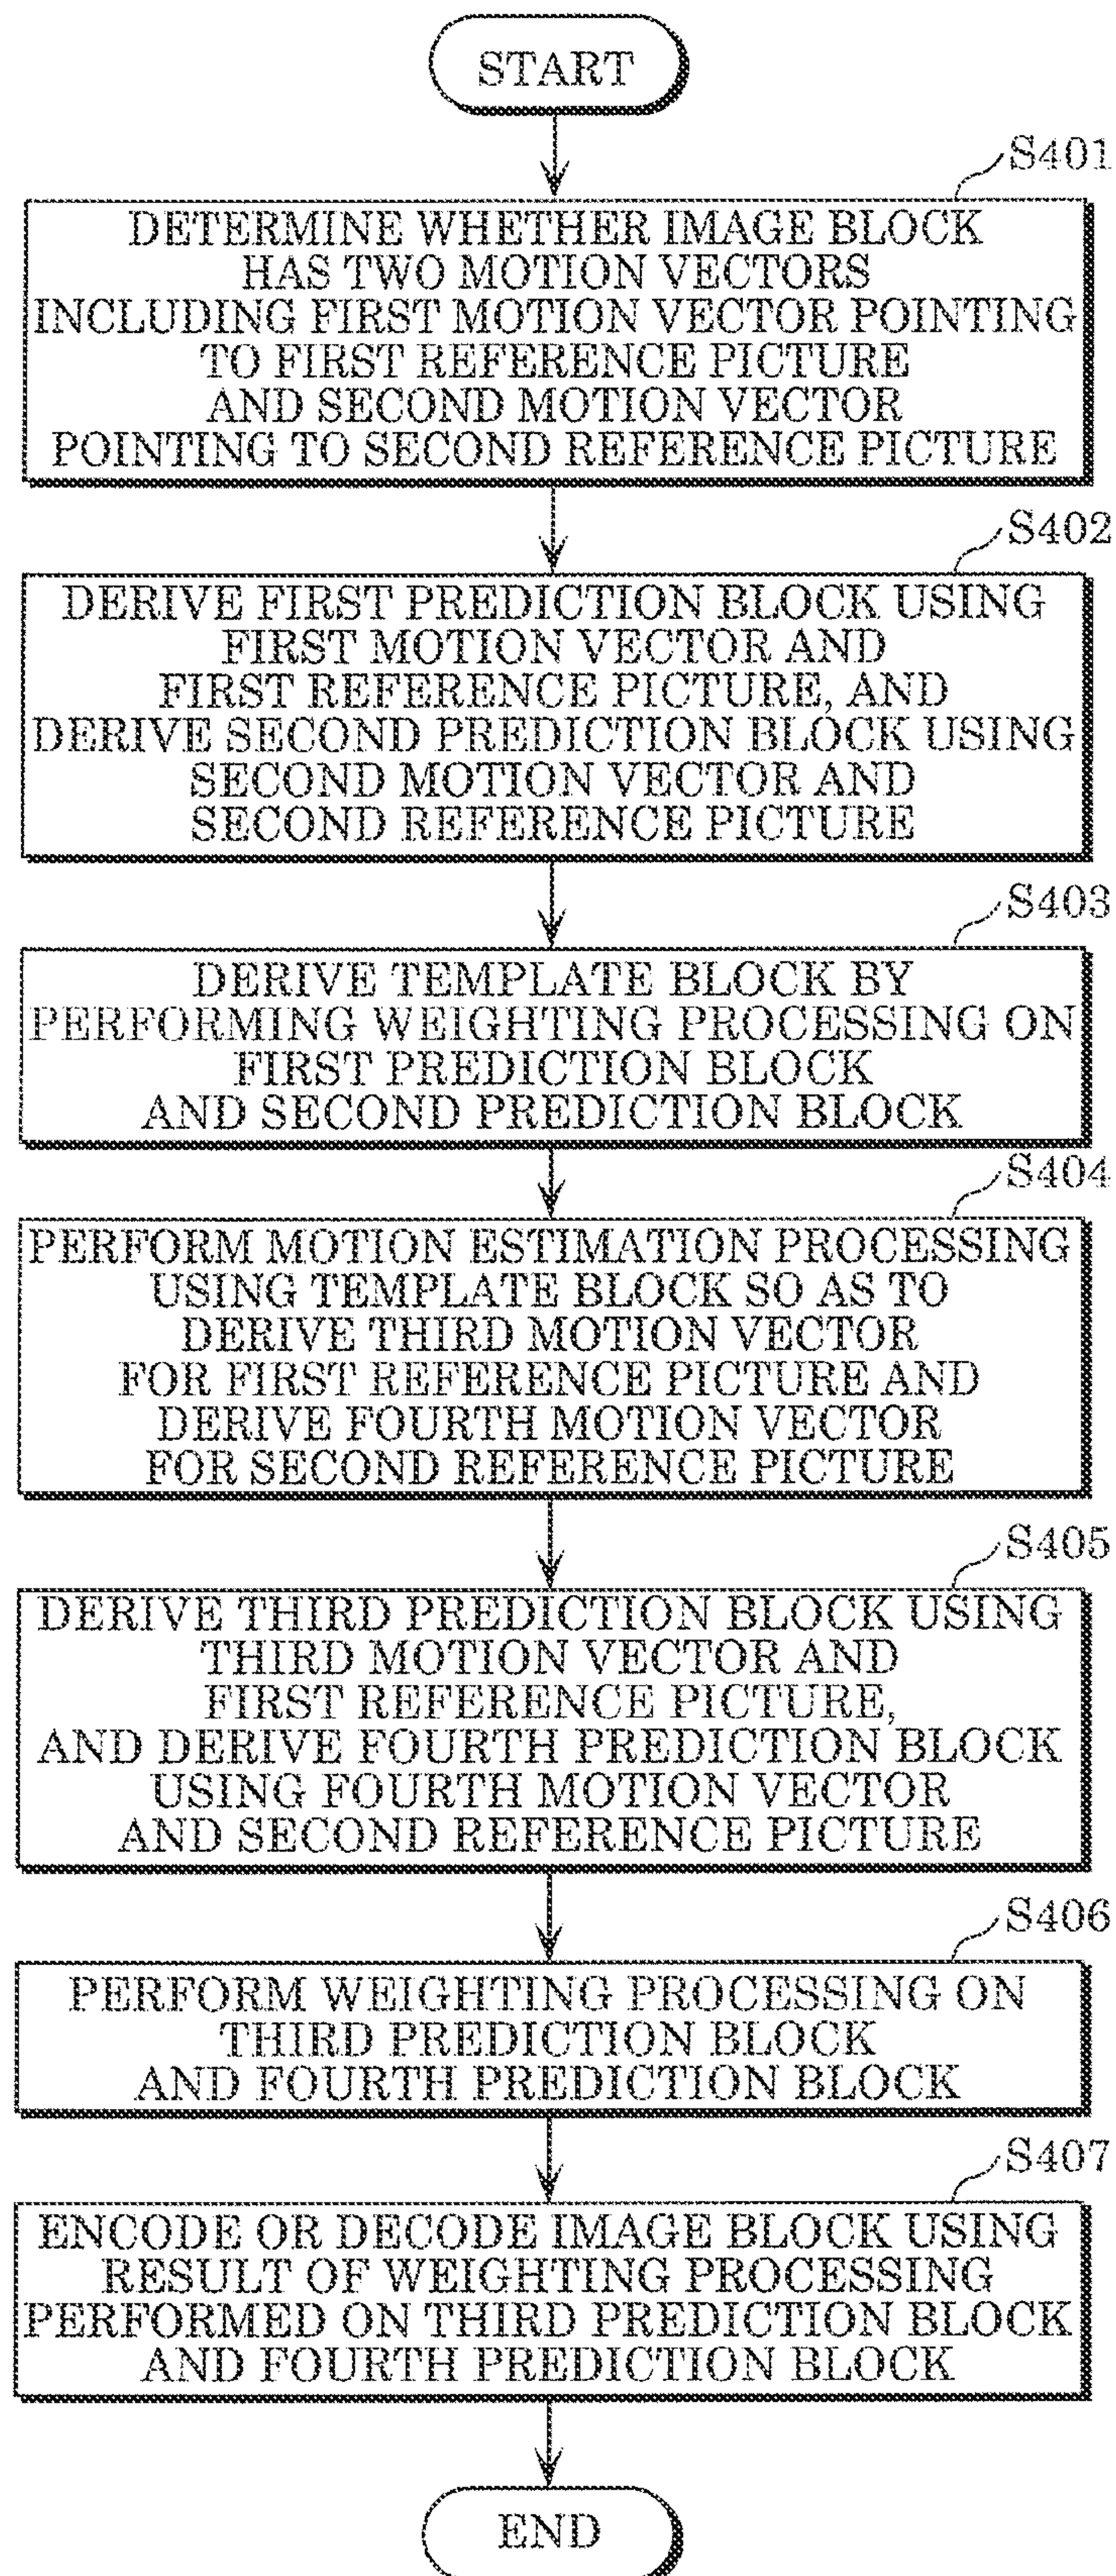 START
S401
DETERMINE WHETHER IMAGE BLOCK
HAS TWO MOTION VECTORS
INCLUDING FIRST MOTION VECTOR POINTING
TO FIRST REFERENCE PICTURE
AND SECOND MOTION VECTOR
POINTING TO SECOND REFERENCE PICTURE
S402
DERIVE FIRST PREDICTION BLOCK USING
FIRST MOTION VECTOR AND
FIRST REFERENCE PICTURE, AND
DERIVE SECOND PREDICTION BLOCK USING
SECOND MOTION VECTOR AND
SECOND REFERENCE PICTURE
S403
DERIVE TEMPLATE BLOCK BY
PERFORMING WEIGHTING PROCESSING ON
FIRST PREDICTION BLOCK
AND SECOND PREDICTION BLOCK
S404
PERFORM MOTION ESTIMATION PROCESSING
USING TEMPLATE BLOCK SO AS TO
DERIVE THIRD MOTION VECTOR
FOR FIRST REFERENCE PICTURE AND
DERIVE FOURTH MOTION VECTOR
FOR SECOND REFERENCE PICTURE
S405
DERIVE THIRD PREDICTION BLOCK USING
THIRD MOTION VECTOR AND
FIRST REFERENCE PICTURE,
AND DERIVE FOURTH PREDICTION BLOCK
USING FOURTH MOTION VECTOR
AND SECOND REFERENCE PICTURE
S406
PERFORM WEIGHTING PROCESSING ON
THIRD PREDICTION BLOCK
AND FOURTH PREDICTION BLOCK
S407
ENCODE OR DECODE IMAGE BLOCK USING
RESULT OF WEIGHTING PROCESSING
PERFORMED ON THIRD PREDICTION BLOCK
AND FOURTH PREDICTION BLOCK
END